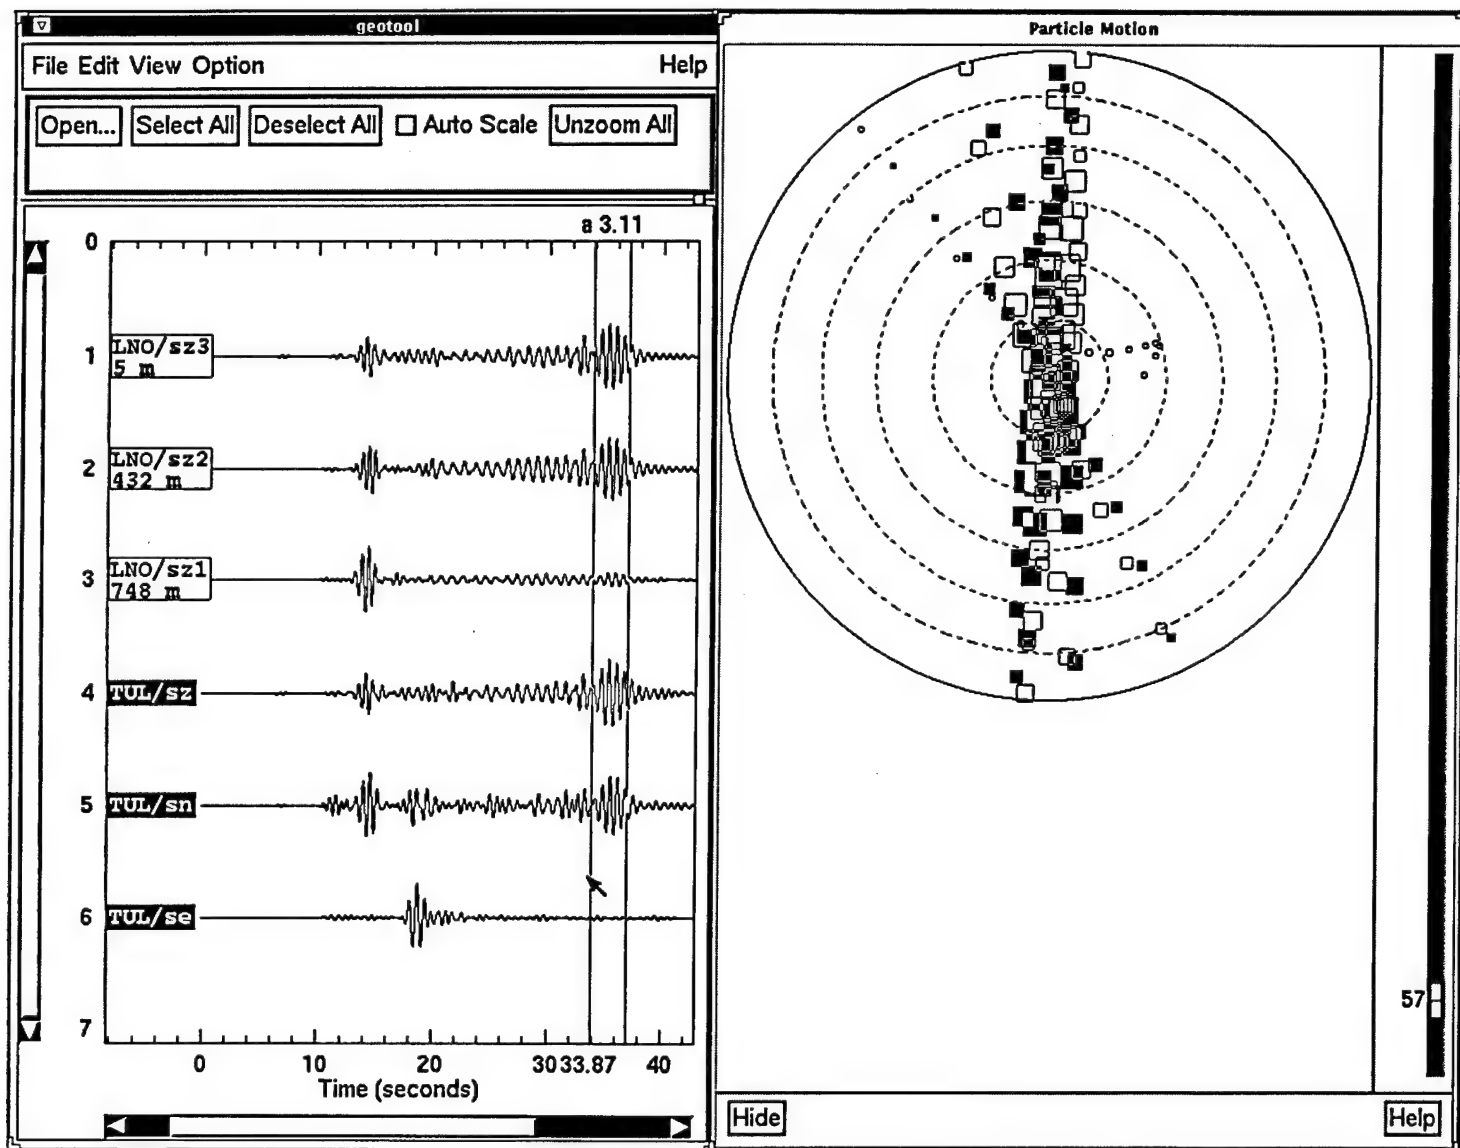 geotool
File Edit View Option Help
Open... Select All Deselect All Auto Scale Unzoom All
a 3.11
0
1 LNO/sz3
5 m
2 LNO/sz2
432 m
3 LNO/sz1
748 m
4 TUL/sz
5 TUL/sn
6 TUL/se
7
0 10 20 30 33.87 40
Time (seconds)
Particle Motion
57
Hide Help